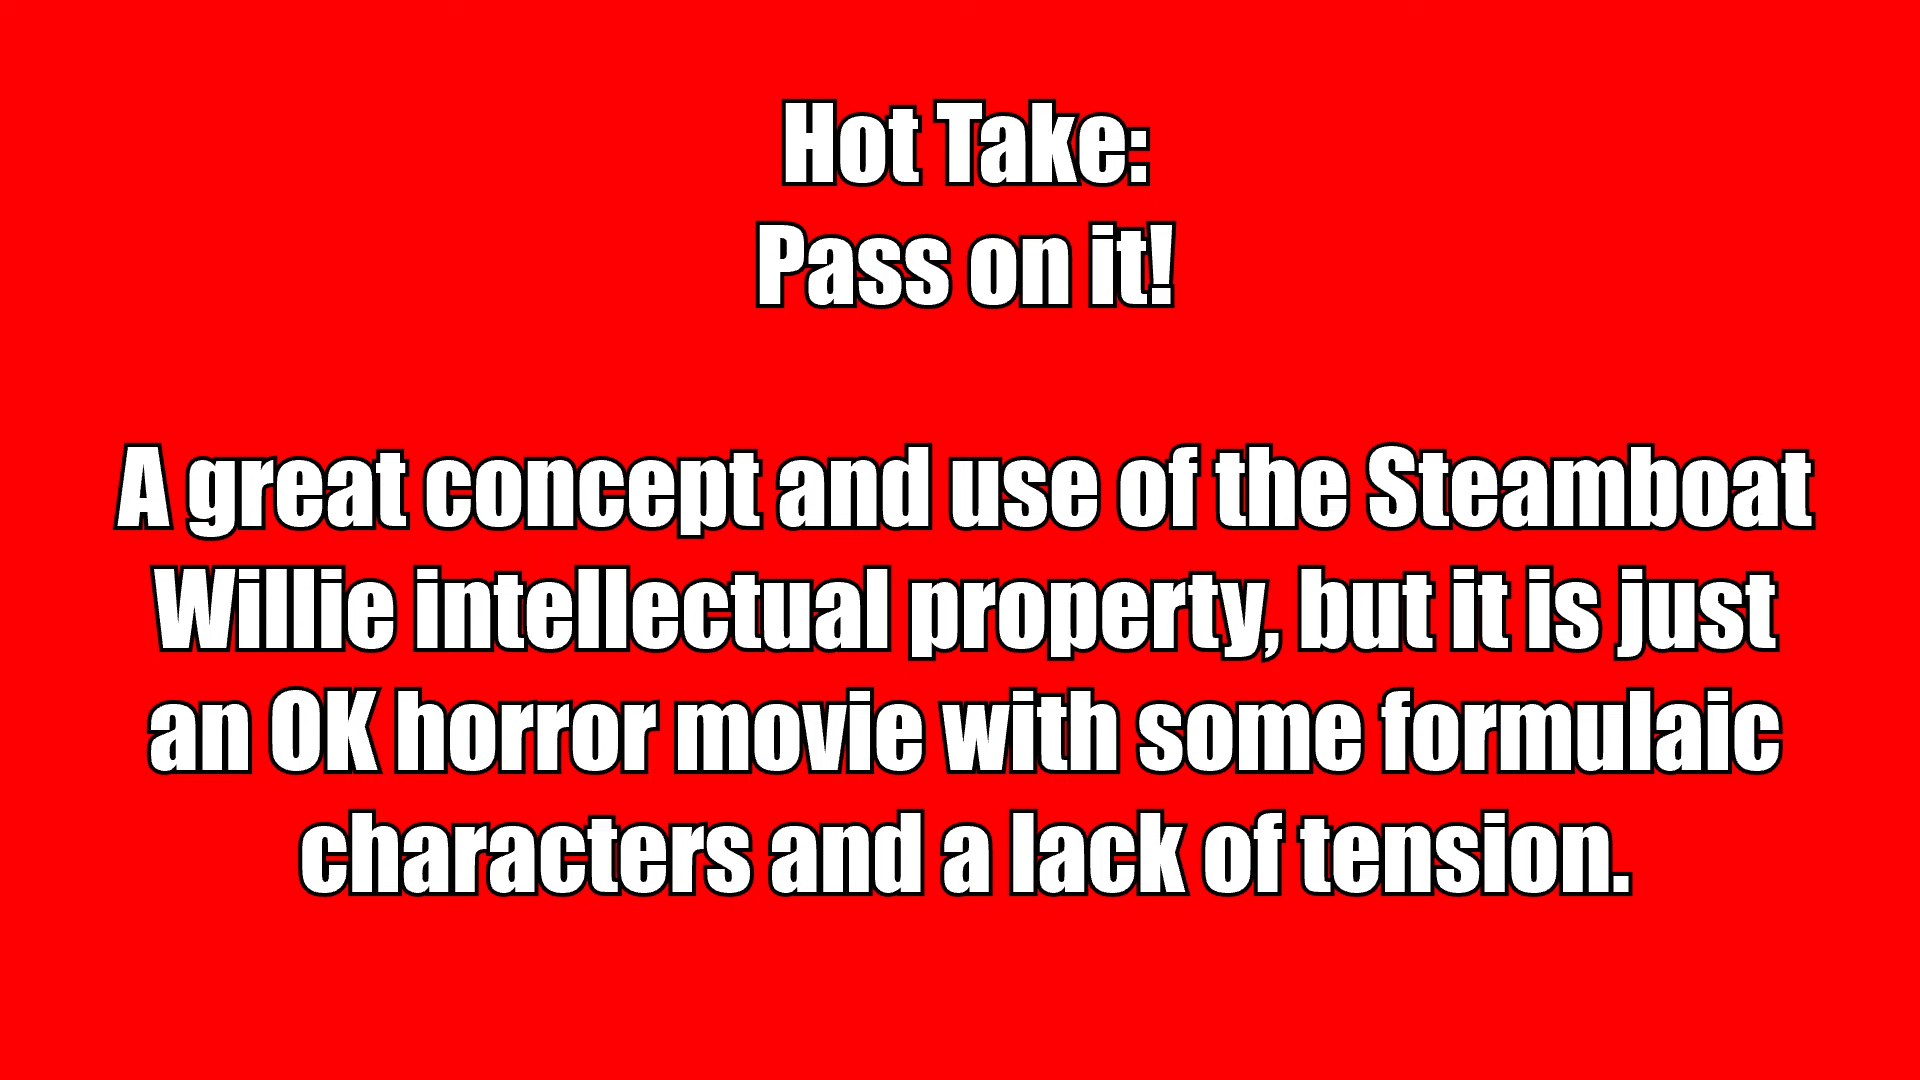 Hot Take:
Pass on it!
A great concept and use of the Steamboat
Willie intellectual property, but it is just
an OK horror movie with some formulaic
characters and a lack of tension.